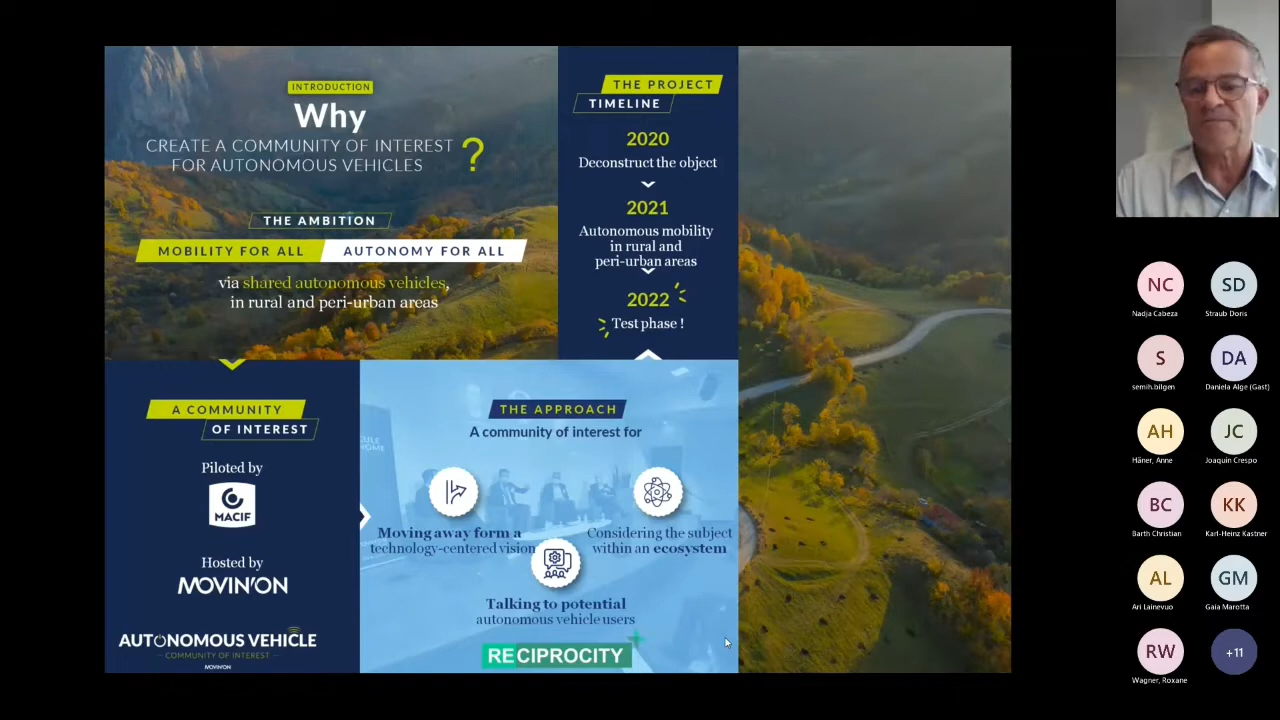 INTRODUCTION
Why
CREATE A COMMUNITY OF INTEREST
FOR AUTONOMOUS VEHICLES
?
THE AMBITION
MOBILITY FOR ALL AUTONOMY FOR ALL
via shared autonomous vehicles,
in rural and peri-urban areas
THE PROJECT
TIMELINE
2020
Deconstruct the object
2021
Autonomous mobility
in rural and
peri-urban areas
2022
Test phase !
A COMMUNITY
OF INTEREST
Piloted by
MACIF
Hosted by
MOVIN'ON
AUTONOMOUS VEHICLE
COMMUNITY OF INTEREST
MOVIN'ON
THE APPROACH
A community of interest for
Moving away form a
technology-centered vision
Considering the subject
within an ecosystem
Talking to potential
autonomous vehicle users
RECIPROCITY
NC
Nadja Cabeza
SD
Straub Doris
S
semih.bilgen
DA
Daniela Alge (Gast)
AH
Häner, Anne
JC
Joaquín Crespo
BC
Barth Christian
KK
Karl-Heinz Kastner
AL
Ari Lainevuo
GM
Gaia Marotta
RW
Wagner, Roxane
+11